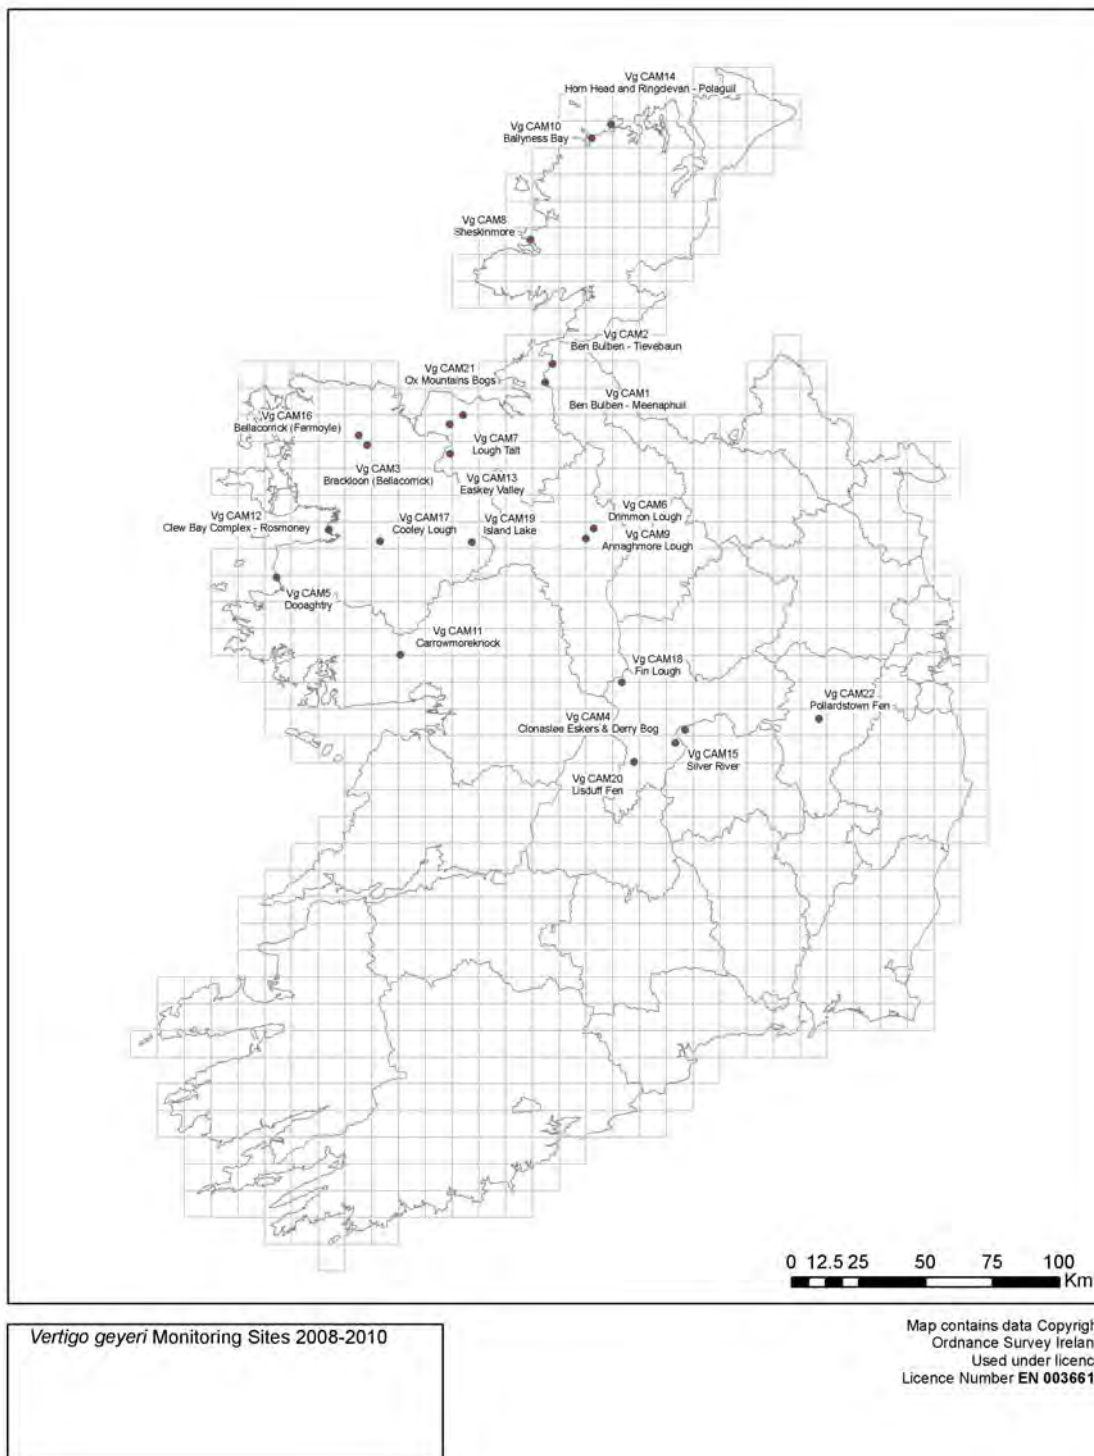 Vg CAM14
Horn Head and Ringclevan - Polaguil
Vg CAM10
Ballyness Bay
Vg CAM8
Sheskinmore
Vg CAM2
Ben Bulben - Tievebaun
Vg CAM21
Ox Mountains Bogs
Vg CAM1
Ben Bulben - Meenaphuil
Vg CAM16
Bellacorrick (Fermoyle)
Vg CAM7
Lough Talt
Vg CAM3
Brackloon (Bellacorrick)
Vg CAM13
Easkey Valley
Vg CAM12
Clew Bay Complex - Rosmoney
Vg CAM17
Cooley Lough
Vg CAM19
Island Lake
Vg CAM6
Drimmon Lough
Vg CAM9
Annaghmore Lough
Vg CAM5
Dooaghtry
Vg CAM11
Carrowmoreknock
Vg CAM18
Fin Lough
Vg CAM22
Pollardstown Fen
Vg CAM4
Clonaslee Eskers & Derry Bog
Vg CAM15
Silver River
Vg CAM20
Lisduff Fen
0 12.5 25 50 75 100
Km
Vertigo geyeri Monitoring Sites 2008-2010
Map contains data Copyrigh
Ordnance Survey Irelan
Used under licenc
Licence Number EN 003661